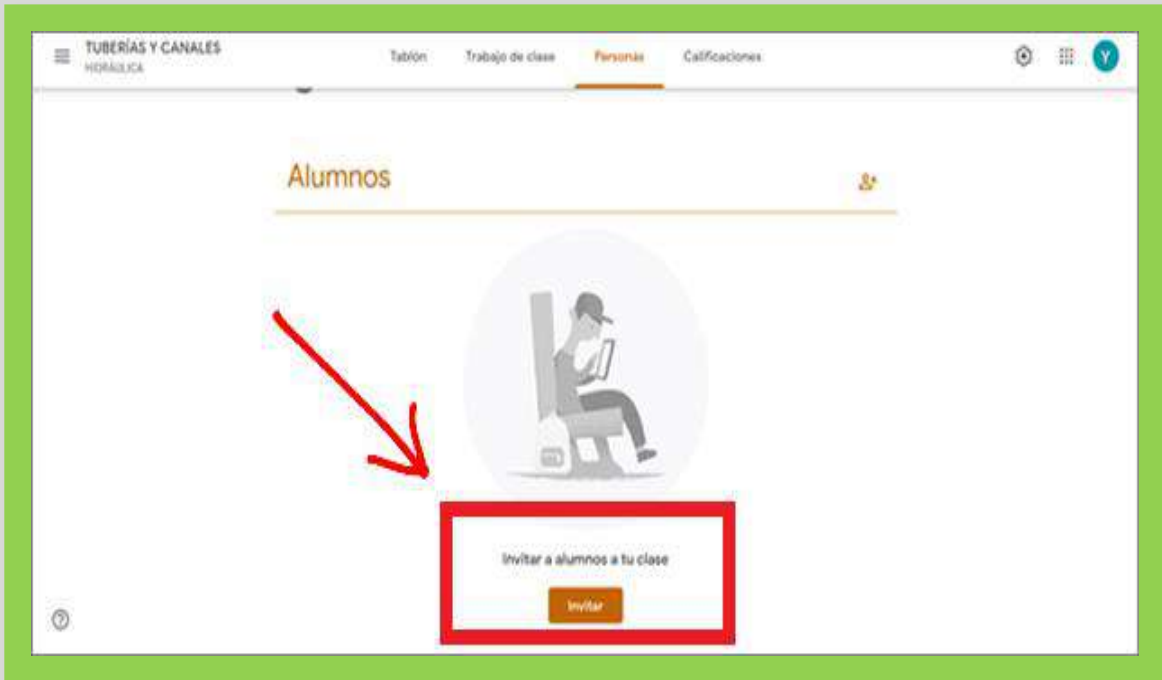 TUBERÍAS Y CANALES
HIDRÁULICA
Tablón Trabajo de clase Personas Calificaciones
Y
Alumnos
Invitar a alumnos a tu clase
Invitar